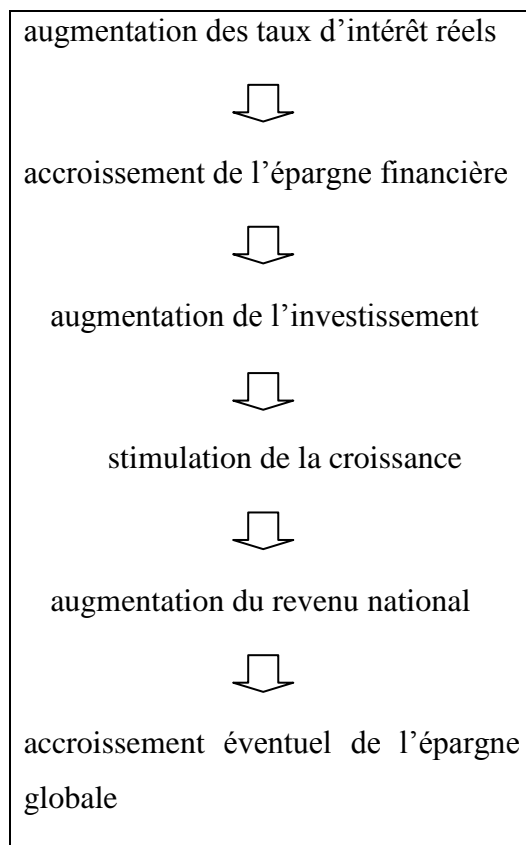 augmentation des taux d’intérêt réels
accroissement de l’épargne financière
augmentation de l’investissement
stimulation de la croissance
augmentation du revenu national
accroissement éventuel de l’épargne
globale